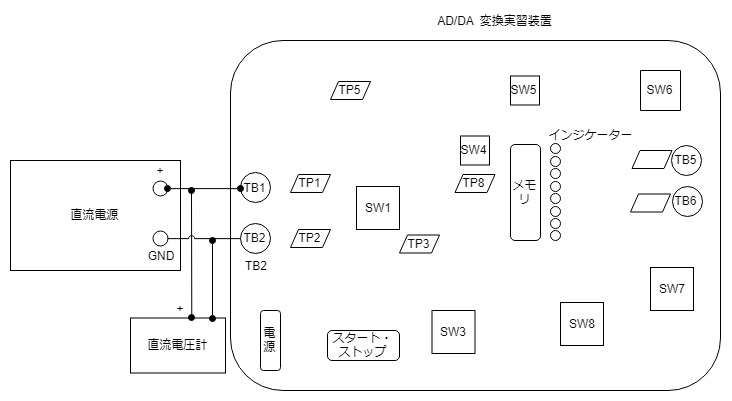 AD/DA 変換実習装置
TP5
SW5
SW6
インジケーター
SW4
TB5
+
TB1
TP1
TP8
メモ
リ
直流電源
SW1
TB6
TB2
TP2
TP3
GND
TB2
SW7
+
電
源
スタート・
ストップ
SW3
SW8
直流電圧計